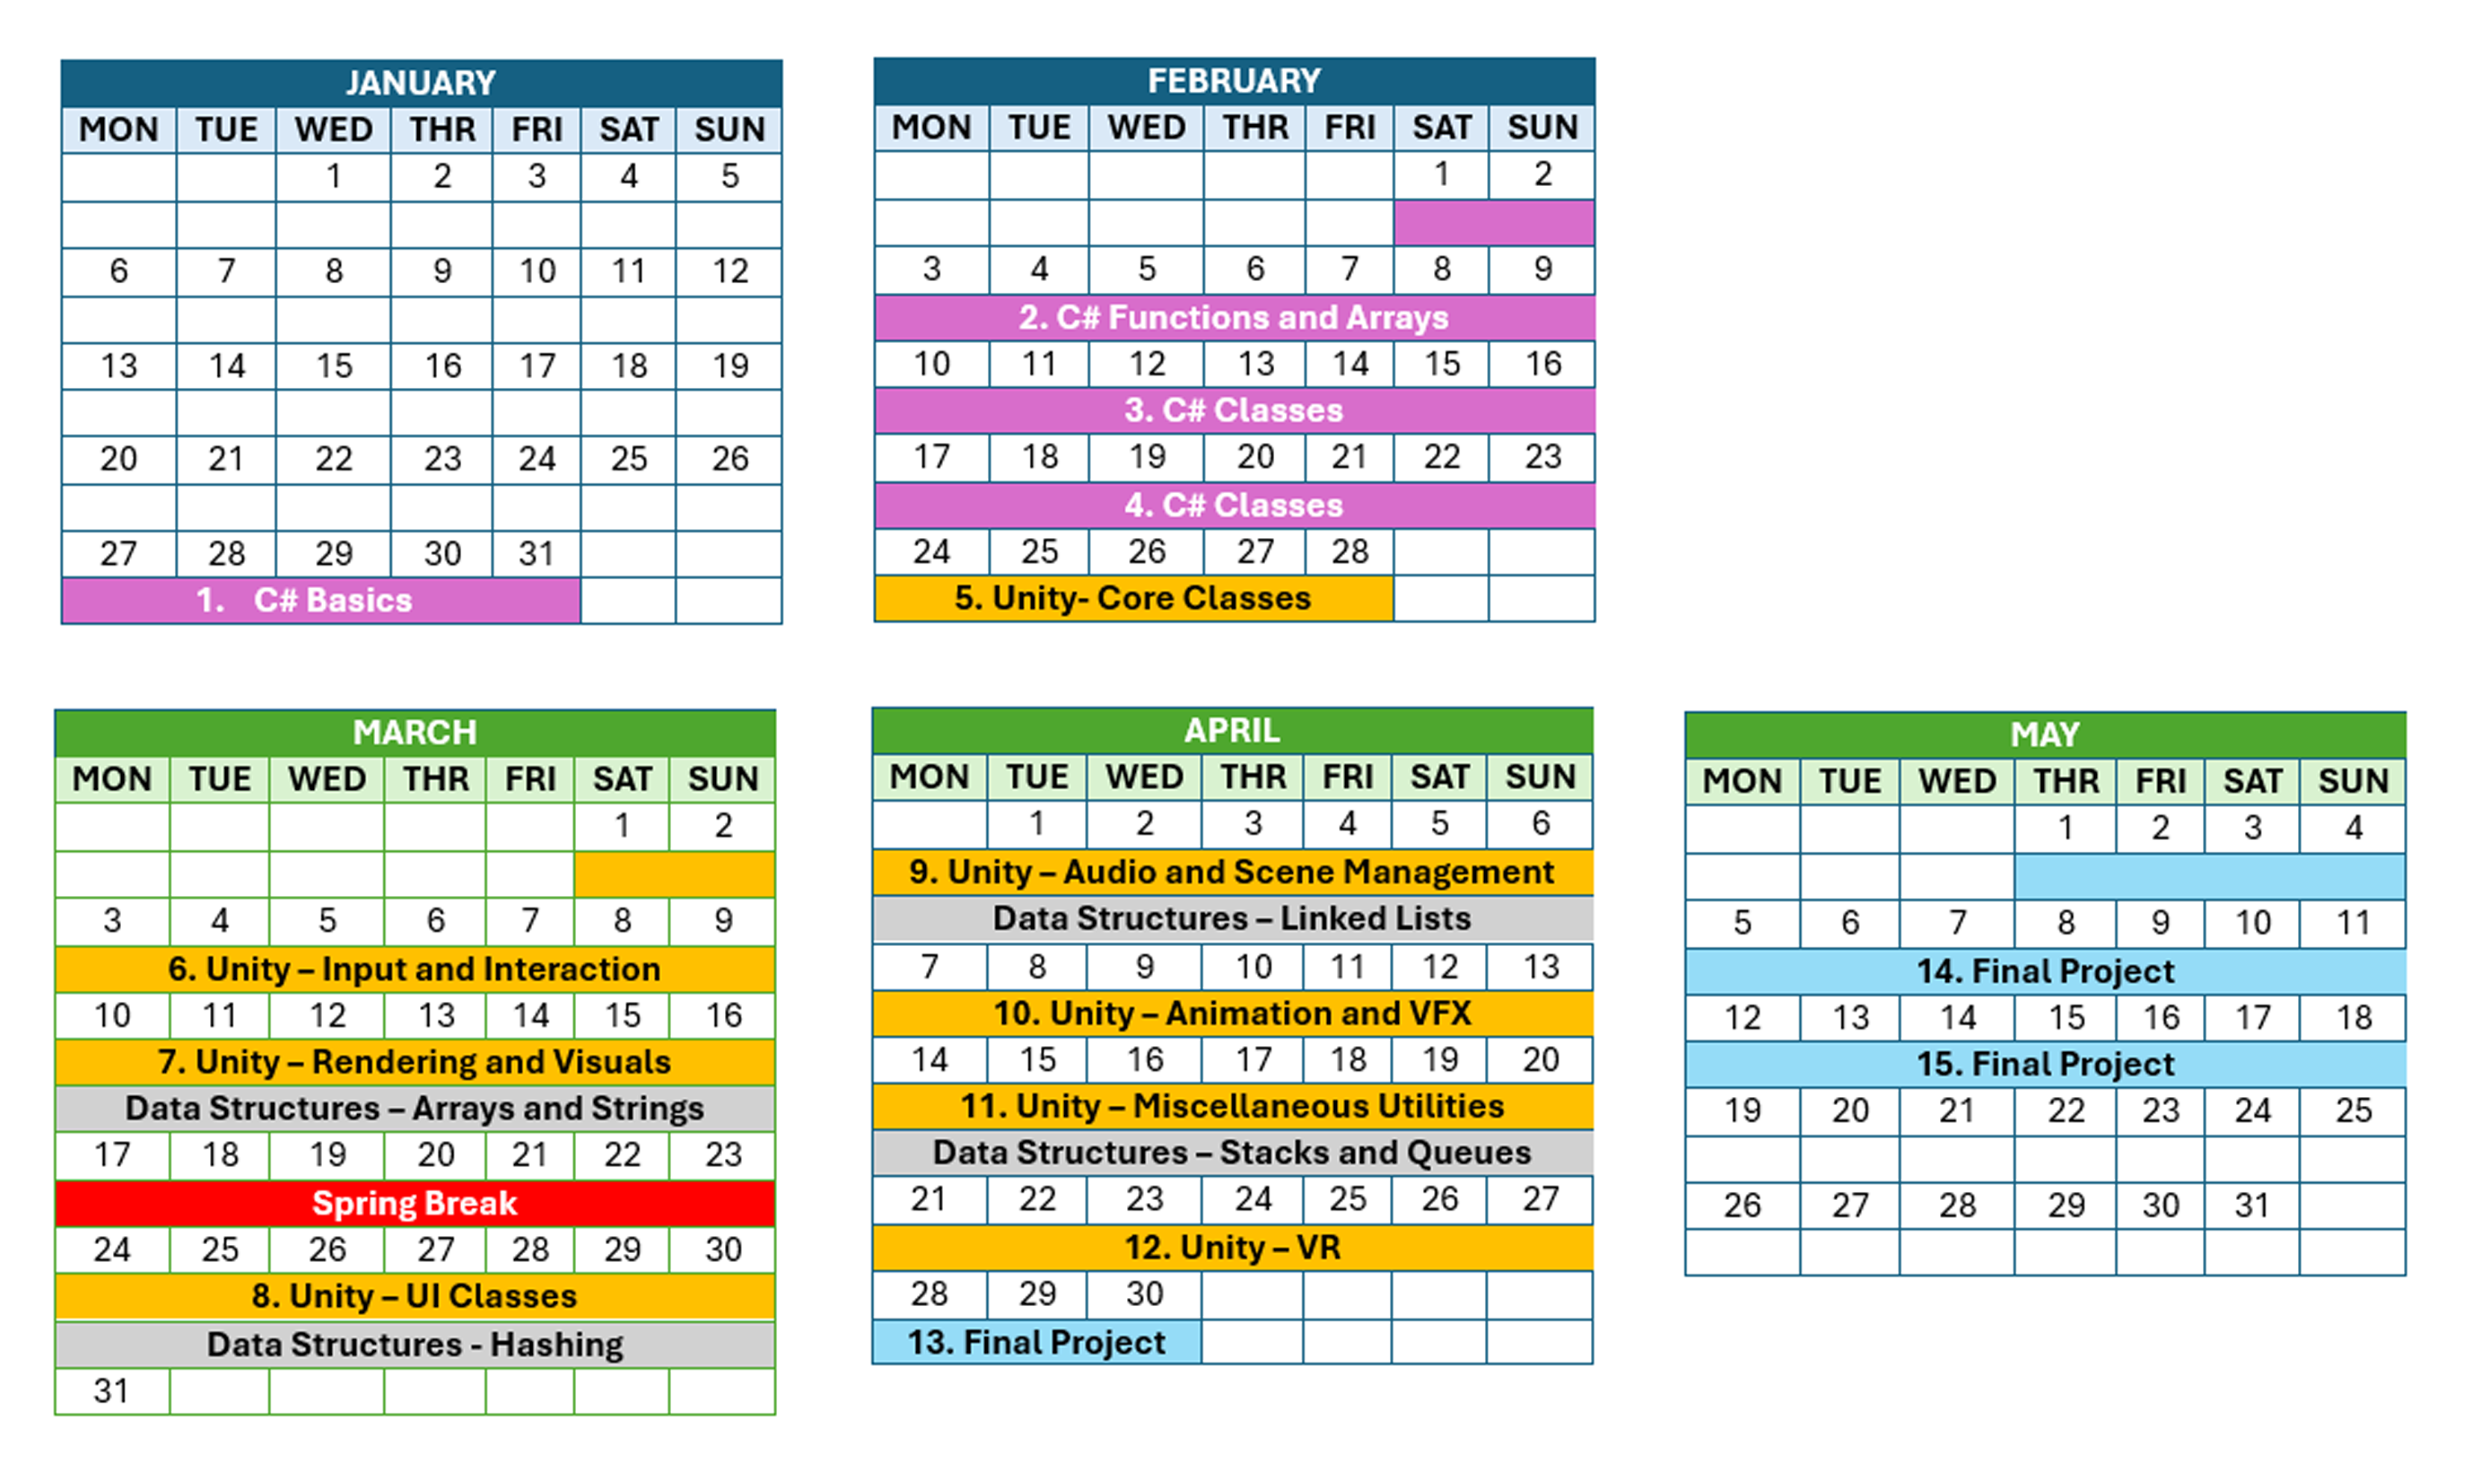 JANUARY
MON TUE WED THR FRI SAT SUN
1 2 3 4 5
6 7 8 9 10 11 12
13 14 15 16 17 18 19
20 21 22 23 24 25 26
27 28 29 30 31
1. C# Basics
FEBRUARY
MON TUE WED THR FRI SAT SUN
1 2
3 4 5 6 7 8 9
2. C# Functions and Arrays
10 11 12 13 14 15 16
3. C# Classes
17 18 19 20 21 22 23
4. C# Classes
24 25 26 27 28
5. Unity- Core Classes
MARCH
MON TUE WED THR FRI SAT SUN
1 2
3 4 5 6 7 8 9
6. Unity – Input and Interaction
10 11 12 13 14 15 16
7. Unity – Rendering and Visuals
Data Structures – Arrays and Strings
17 18 19 20 21 22 23
Spring Break
24 25 26 27 28 29 30
8. Unity – UI Classes
Data Structures - Hashing
31
APRIL
MON TUE WED THR FRI SAT SUN
1 2 3 4 5 6
9. Unity – Audio and Scene Management
Data Structures – Linked Lists
7 8 9 10 11 12 13
10. Unity – Animation and VFX
14 15 16 17 18 19 20
11. Unity – Miscellaneous Utilities
Data Structures – Stacks and Queues
21 22 23 24 25 26 27
12. Unity – VR
28 29 30
13. Final Project
MAY
MON TUE WED THR FRI SAT SUN
1 2 3 4
5 6 7 8 9 10 11
14. Final Project
12 13 14 15 16 17 18
15. Final Project
19 20 21 22 23 24 25
26 27 28 29 30 31